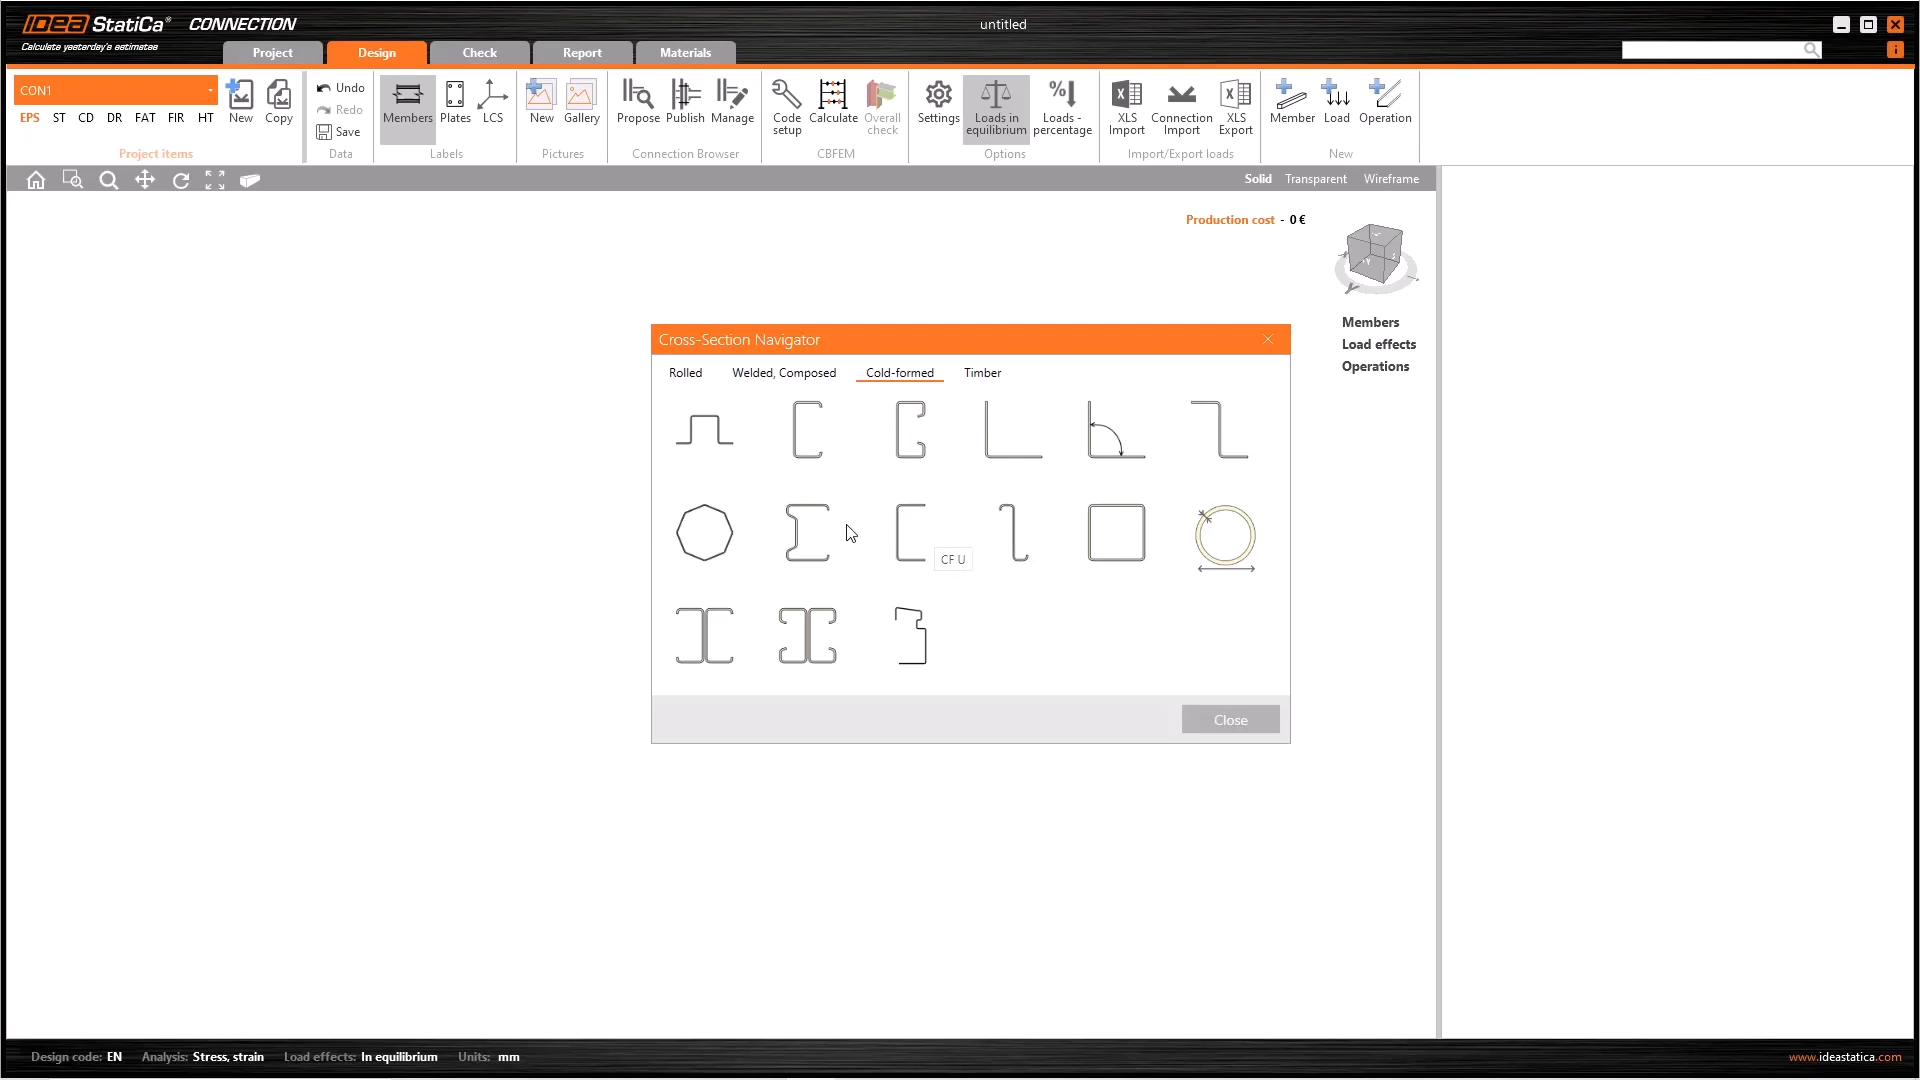 IDEA StatiCa® CONNECTION
Calculate yesterday's estimates
untitled
Project Design Check Report Materials
CON1
EPS ST CD DR FAT FIR HT
New Copy
Project items
Undo
Redo
Save
Data
Members Plates LCS
Labels
New Gallery
Pictures
Propose Publish Manage
Connection Browser
Code setup Calculate Overall check
CBFEM
Settings Loads in equilibrium Loads - percentage
Options
XLS Import Connection Import XLS Export
Import/Export loads
Member Load Operation
New
Solid Transparent Wireframe
Production cost - 0 €
Members
Load effects
Operations
Cross-Section Navigator
Rolled Welded, Composed Cold-formed Timber
CF U
Close
Design code: EN Analysis: Stress, strain Load effects: In equilibrium Units: mm
www.ideastatica.com